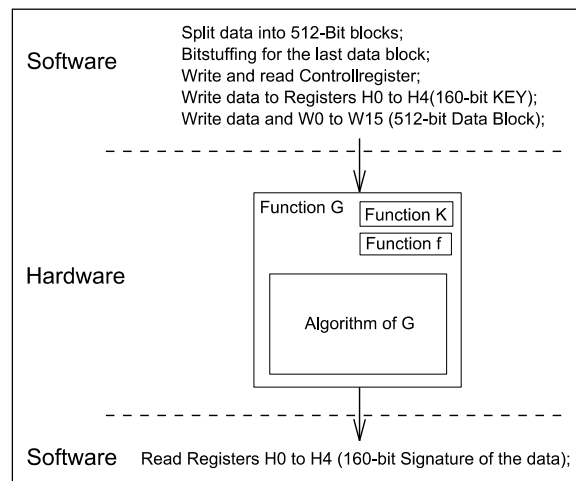 Split data into 512-Bit blocks;
Bitstuffing for the last data block;
Software
Write and read Controllregister;
Write data to Registers H0 to H4(160-bit KEY);
Write data and W0 to W15 (512-bit Data Block);
Function G
Function K
Function f
Hardware
Algorithm of G
Software
Read Registers H0 to H4 (160-bit Signature of the data);